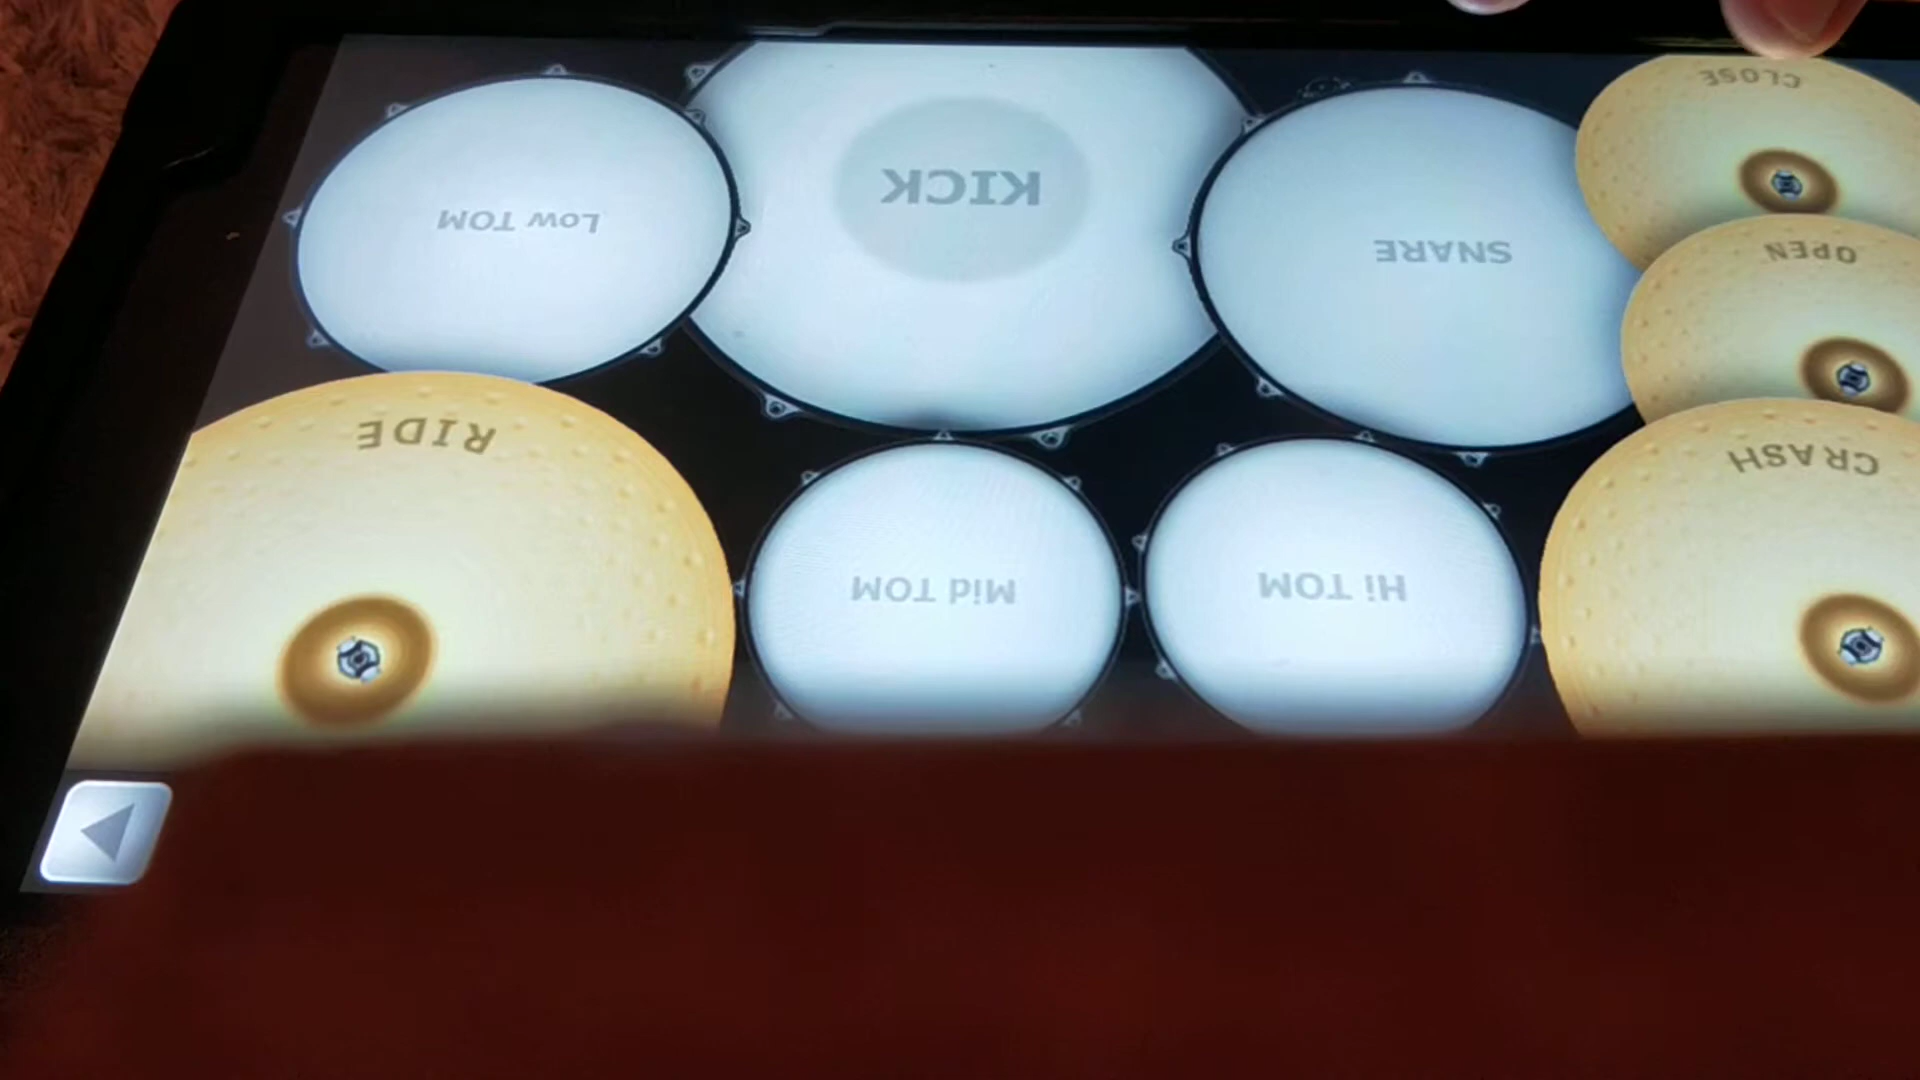 CLOSE
KICK
Low TOM
SNARE
OPEN
RIDE
CRASH
Mid TOM
Hi TOM